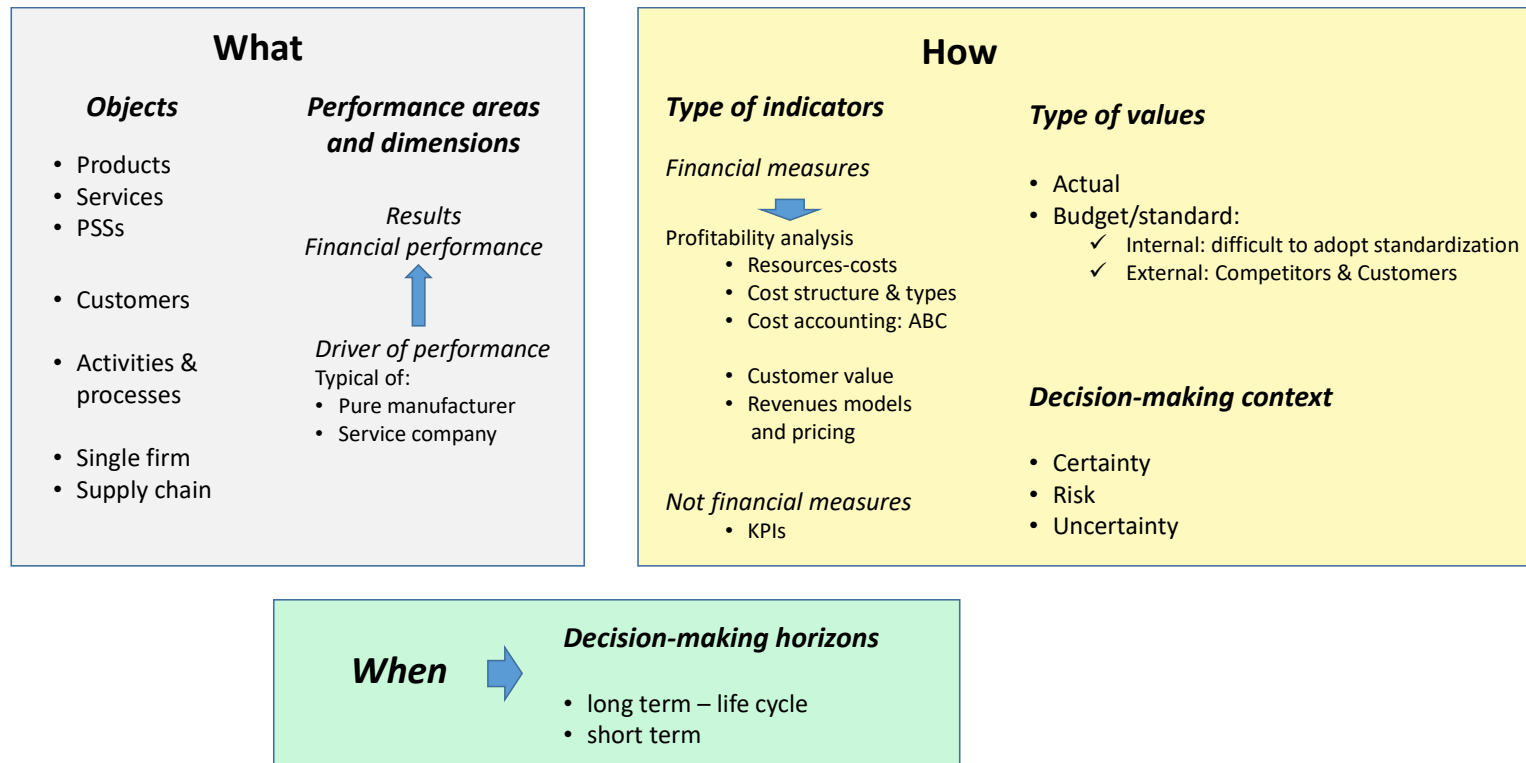 What
Objects
• Products
• Services
• PSSs
• Customers
• Activities &
processes
• Single firm
• Supply chain
Performance areas
and dimensions
Results
Financial performance
Driver of performance
Typical of:
• Pure manufacturer
• Service company
How
Type of indicators
Financial measures
Profitability analysis
• Resources-costs
• Cost structure & types
• Cost accounting: ABC
• Customer value
• Revenues models
and pricing
Not financial measures
• KPIs
Type of values
• Actual
• Budget/standard:
✓ Internal: difficult to adopt standardization
✓ External: Competitors & Customers
Decision-making context
• Certainty
• Risk
• Uncertainty
When
Decision-making horizons
• long term – life cycle
• short term